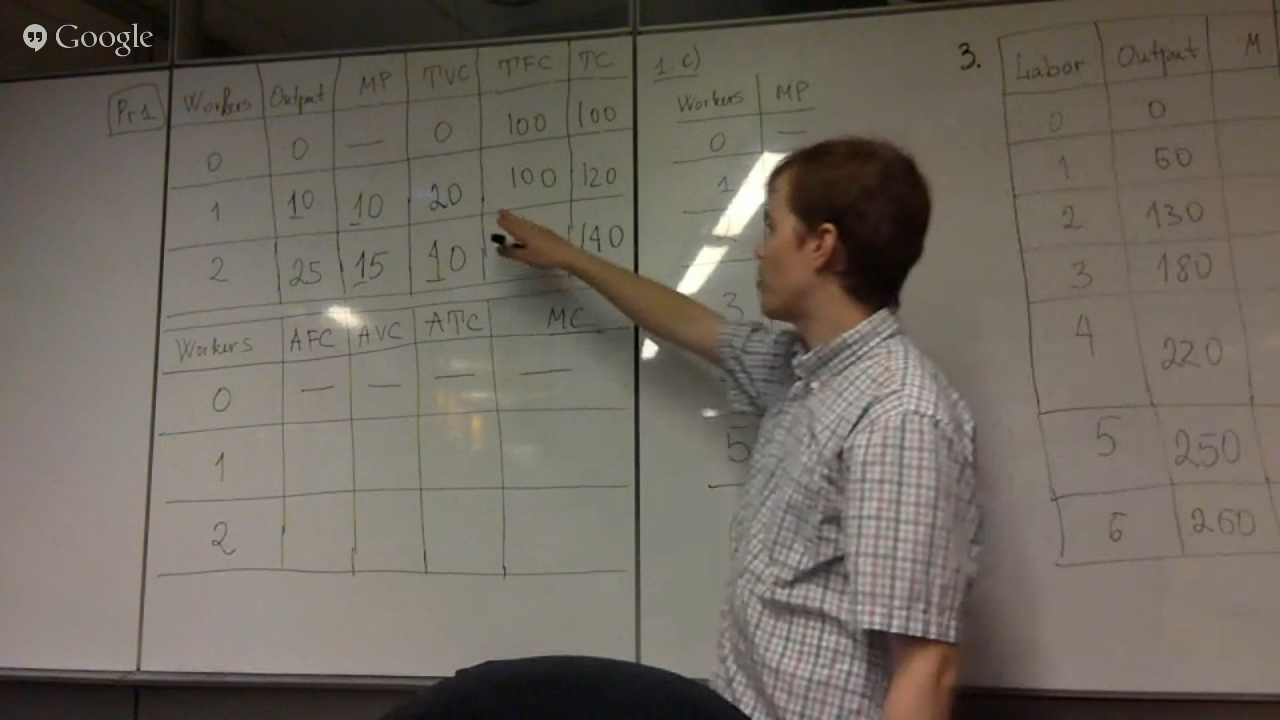 Google
Pr 1
Workers Output MP TVC TFC TC
0 0 — 0 100 100
1 10 10 20 100 120
2 25 15 40 140
Workers AFC AVC ATC MC
0 — — — —
1
2
1. c)
Workers MP
0 —
1
3
5
3.
Labor Output M
0 0
1 60
2 130
3 180
4 220
5 250
6 260